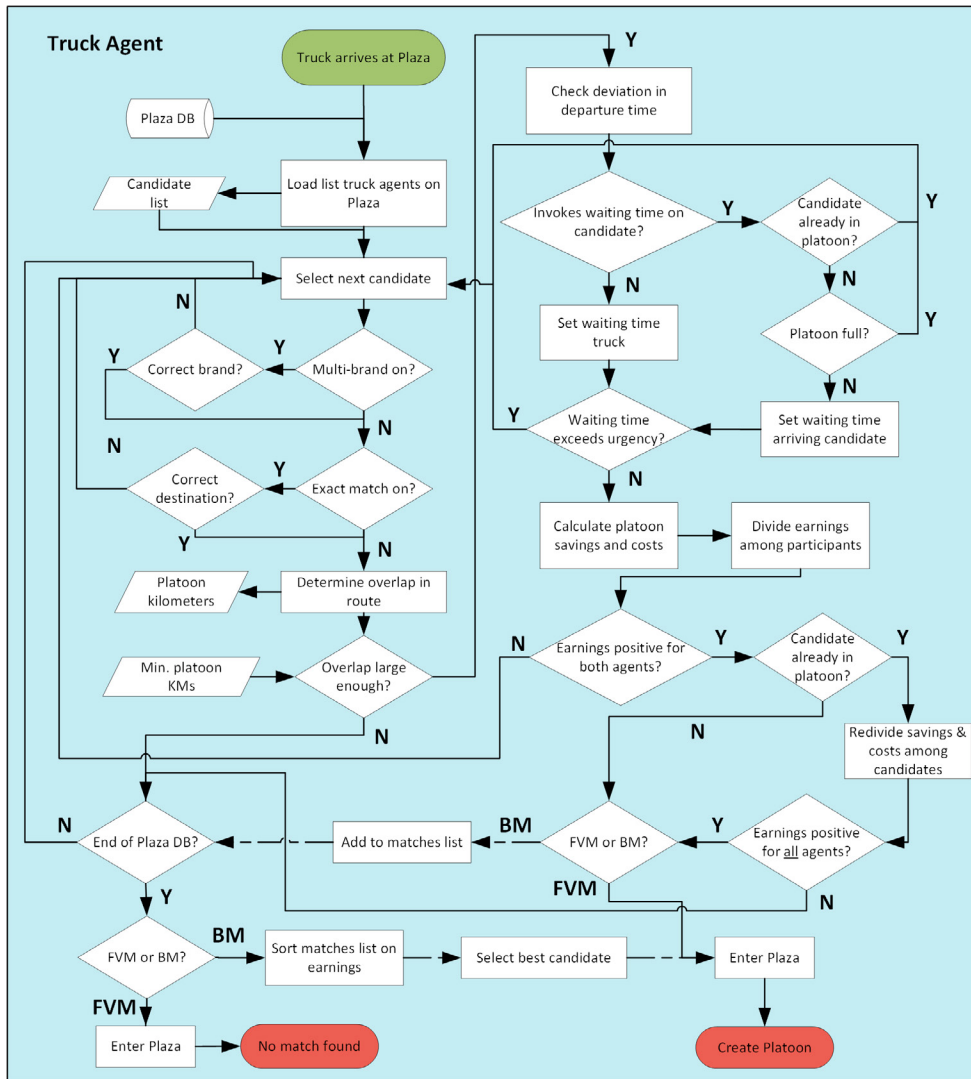 Truck Agent
Truck arrives at Plaza
Y
Check deviation in
departure time
Plaza DB
Load list truck agents on
Plaza
Candidate
list
Invokes waiting time on
candidate?
Y
Candidate
already in
platoon?
Y
Select next candidate
N
N
N
Set waiting time
truck
Platoon full?
Y
Y
Correct brand?
Y
Multi-brand on?
N
N
Y
Waiting time
exceeds urgency?
Set waiting time
arriving candidate
N
Correct
destination?
Y
Exact match on?
N
Y
N
Calculate platoon
savings and costs
Divide earnings
among participants
Platoon
kilometers
Determine overlap in
route
N
Earnings positive for
both agents?
Y
Candidate
already in
platoon?
Y
Min. platoon
KMs
Overlap large
enough?
N
N
Redivide savings &
costs among
candidates
N
End of Plaza DB?
Add to matches list
BM
FVM or BM?
Y
Earnings positive
for all agents?
FVM
N
Y
FVM or BM?
BM
Sort matches list on
earnings
Select best candidate
Enter Plaza
FVM
Enter Plaza
No match found
Create Platoon